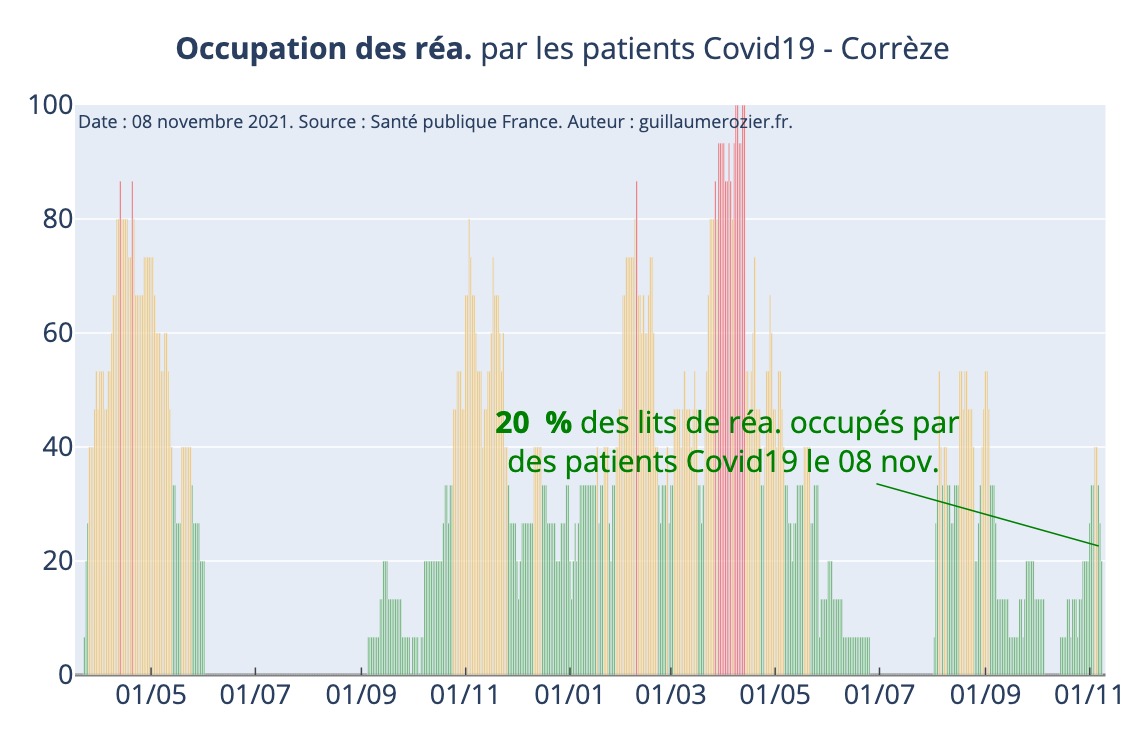 Occupation des réa. par les patients Covid19 - Corrèze
100
Date : 08 novembre 2021. Source : Santé publique France. Auteur : guillaumerozier.fr.
80
60
40
20
0
20 % des lits de réa. occupés par
des patients Covid19 le 08 nov.
01/05 01/07 01/09 01/11 01/01 01/03 01/05 01/07 01/09 01/11